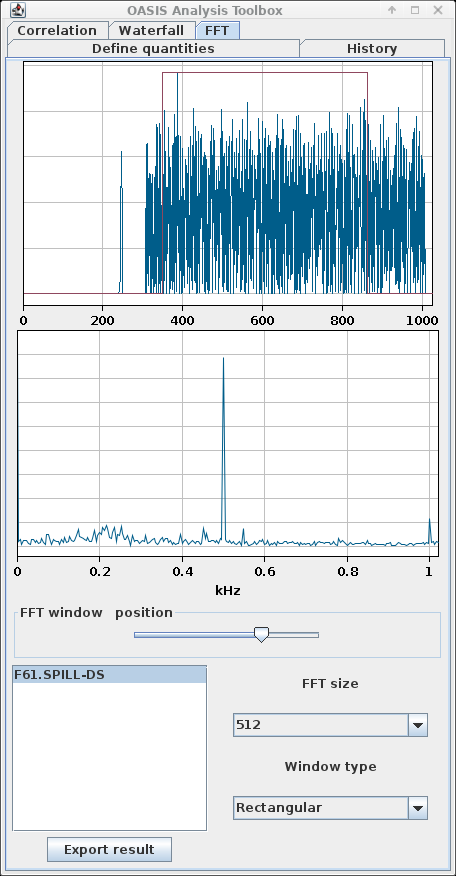 OASIS Analysis Toolbox
Correlation Waterfall FFT
Define quantities History
0 200 400 600 800 1000
0 0.2 0.4 0.6 0.8 1
kHz
FFT window position
F61.SPILL-DS
FFT size
512
Window type
Rectangular
Export result